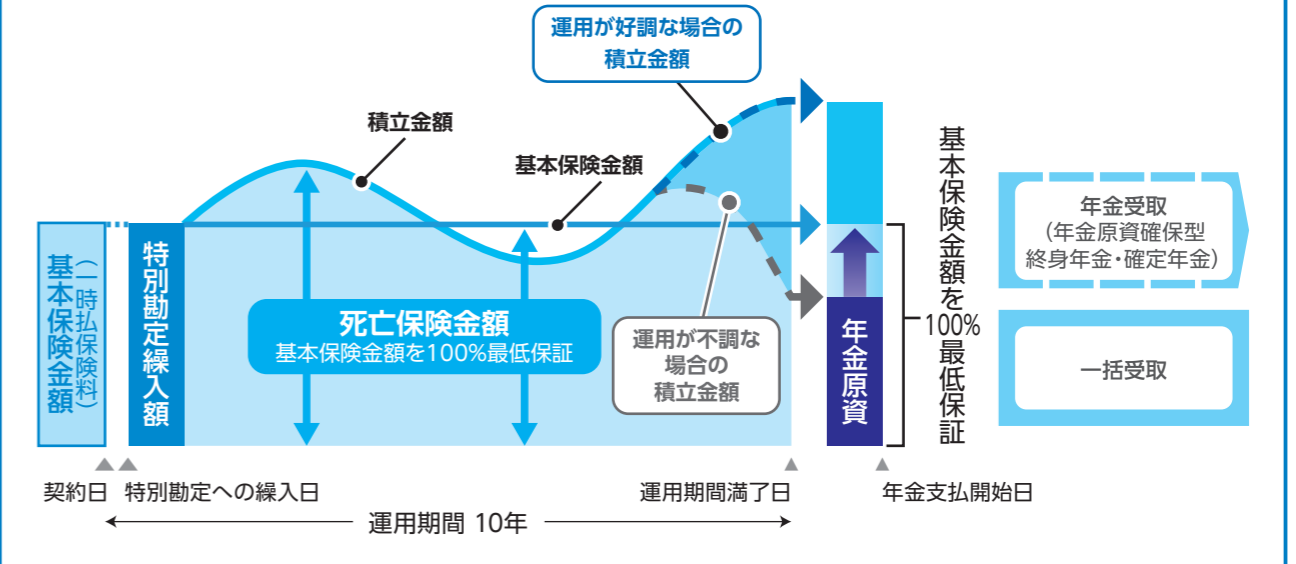 運用が好調な場合の
積立金額
積立金額
基本保険金額
基本保険金額
(一時払保険料)
特別勘定繰入額
死亡保険金額
基本保険金額を100%最低保証
運用が不調な
場合の
積立金額
年金原資
基本保険金額を100%最低保証
年金受取
(年金原資確保型
終身年金・確定年金)
一括受取
契約日
特別勘定への繰入日
運用期間満了日
年金支払開始日
運用期間 10年